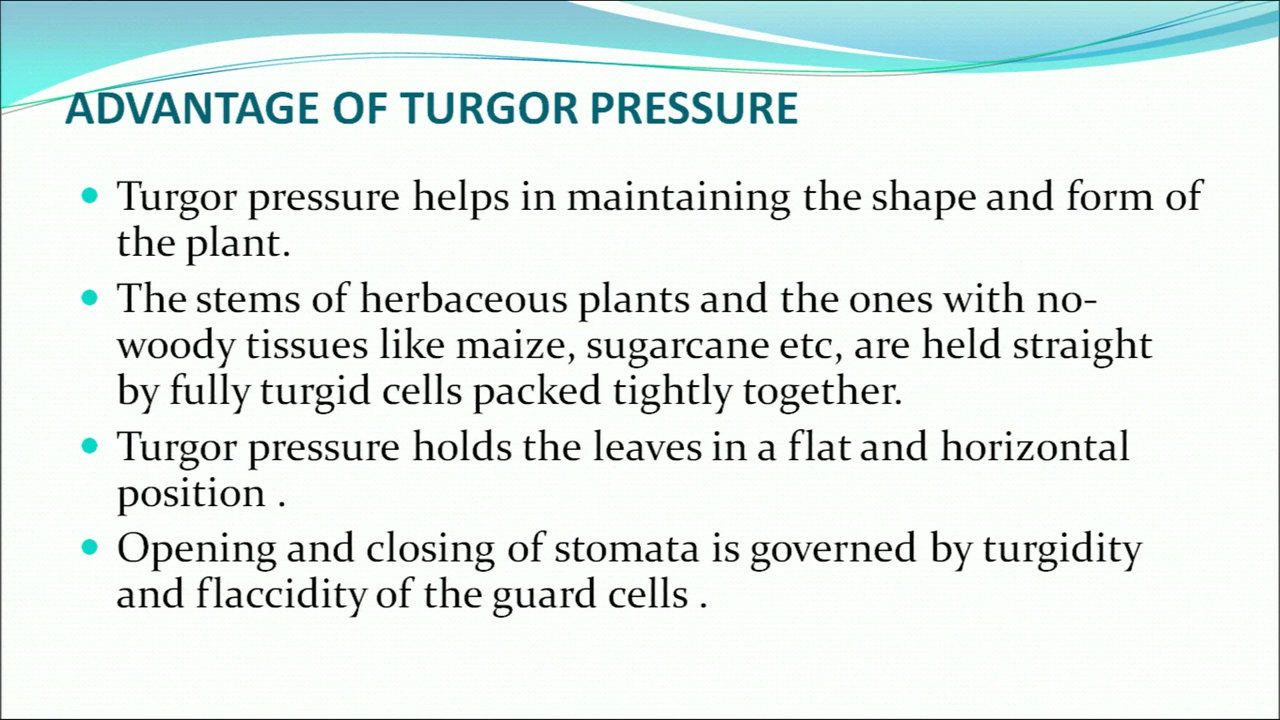 ADVANTAGE OF TURGOR PRESSURE
• Turgor pressure helps in maintaining the shape and form of
the plant.
• The stems of herbaceous plants and the ones with no-
woody tissues like maize, sugarcane etc, are held straight
by fully turgid cells packed tightly together.
• Turgor pressure holds the leaves in a flat and horizontal
position .
• Opening and closing of stomata is governed by turgidity
and flaccidity of the guard cells .